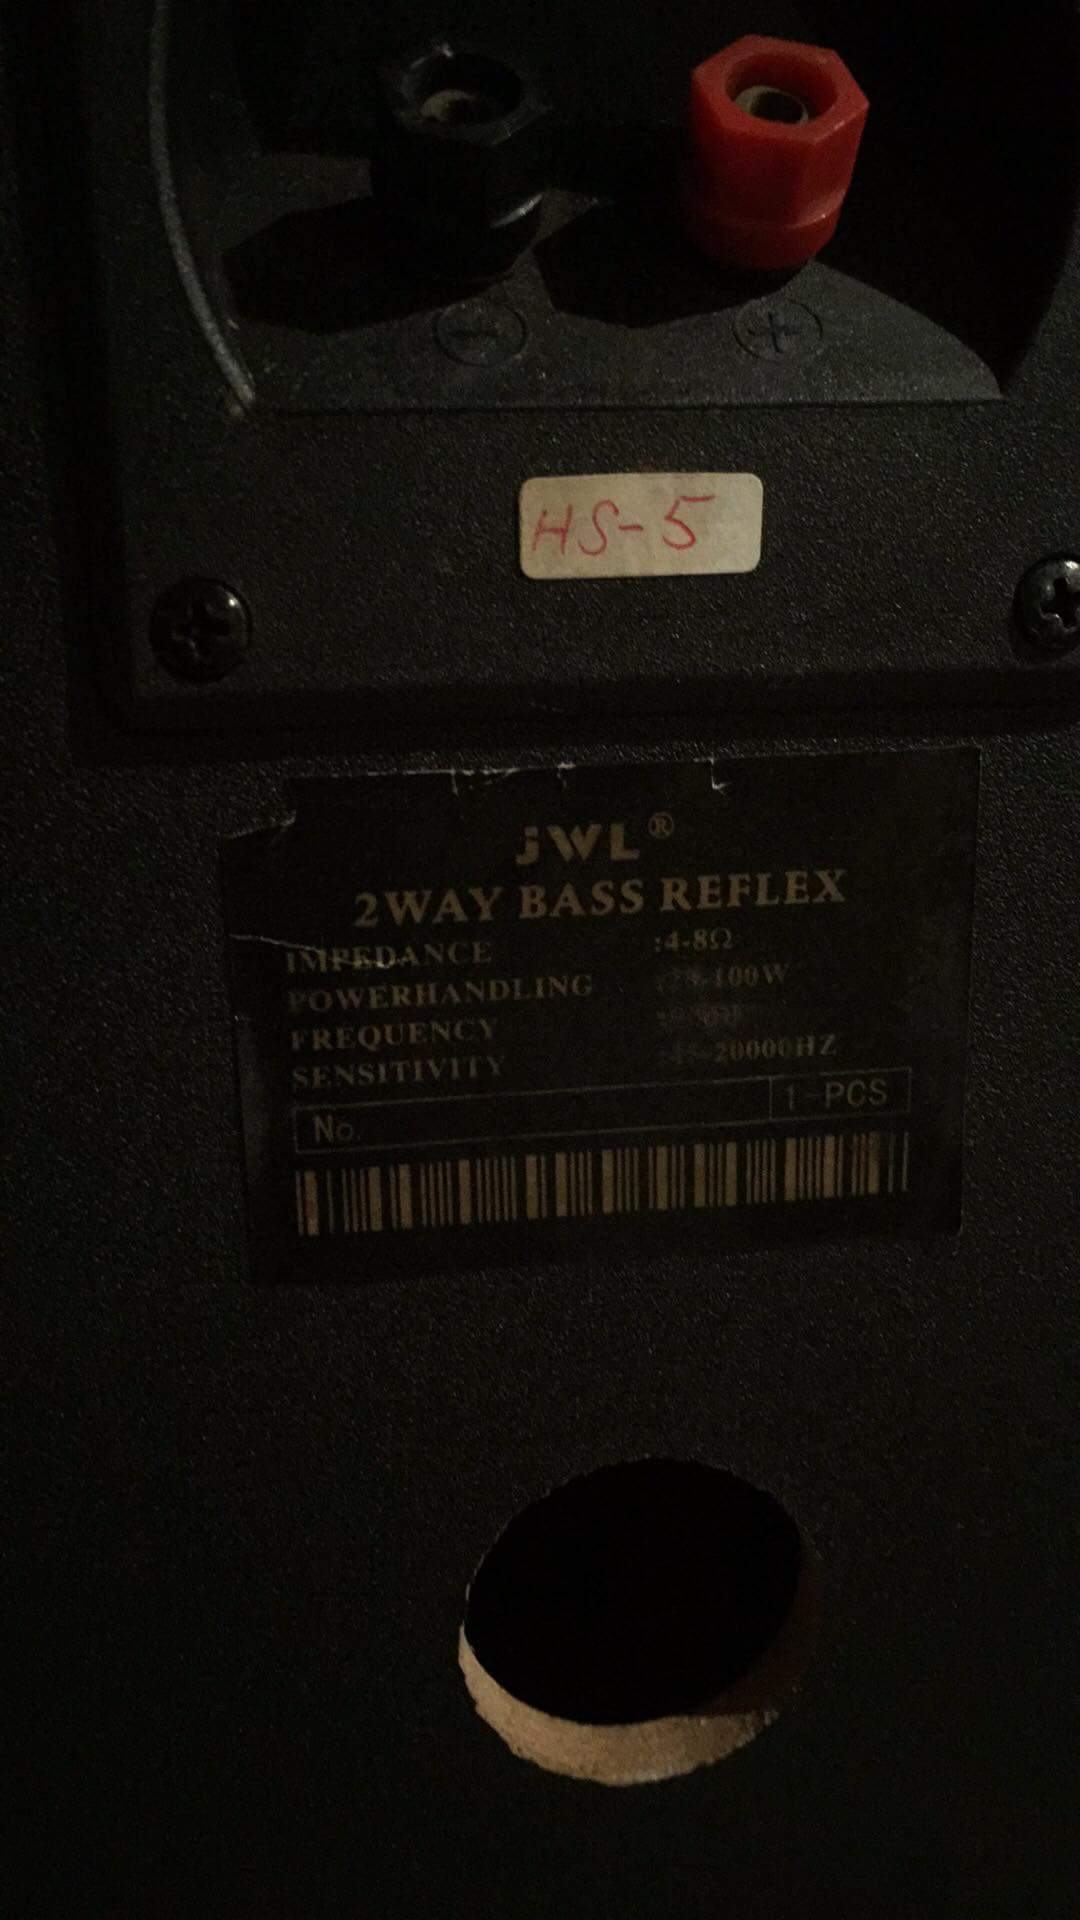 −
+
HS-5
jWL®
2WAY BASS REFLEX
IMPEDANCE :4-8Ω
POWERHANDLING -100W
FREQUENCY
SENSITIVITY -20000HZ
No. 1-PCS